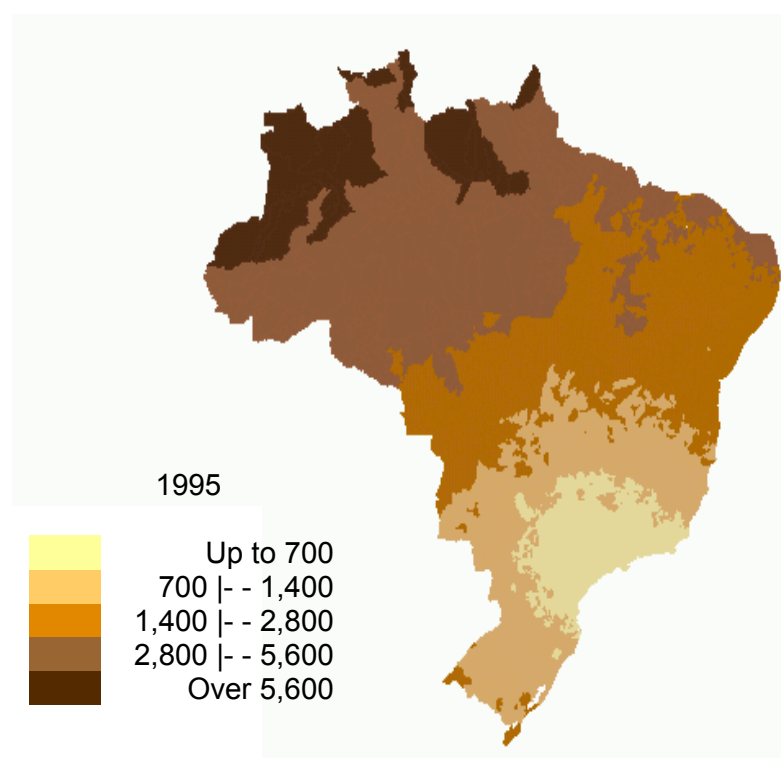 1995
Up to 700
700 |- - 1,400
1,400 |- - 2,800
2,800 |- - 5,600
Over 5,600